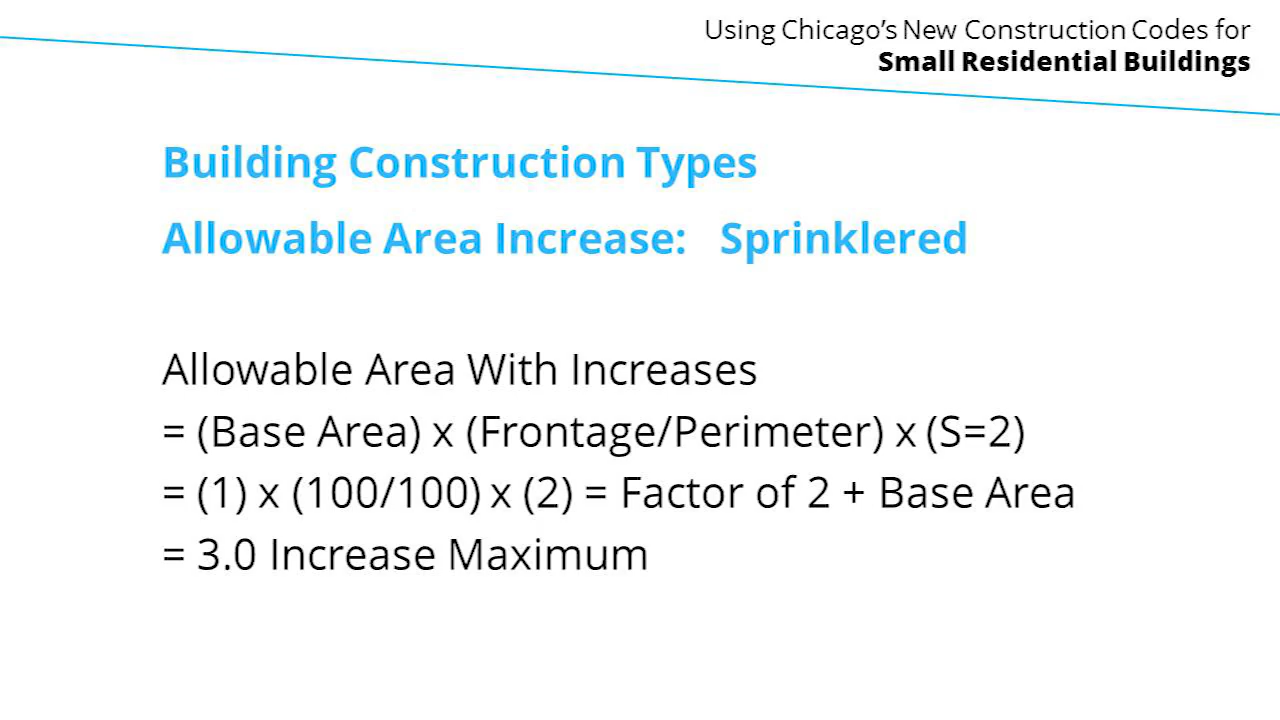 Using Chicago's New Construction Codes for
Small Residential Buildings
Building Construction Types
Allowable Area Increase: Sprinklered
Allowable Area With Increases
= (Base Area) x (Frontage/Perimeter) x (S=2)
= (1) x (100/100) x (2) = Factor of 2 + Base Area
= 3.0 Increase Maximum